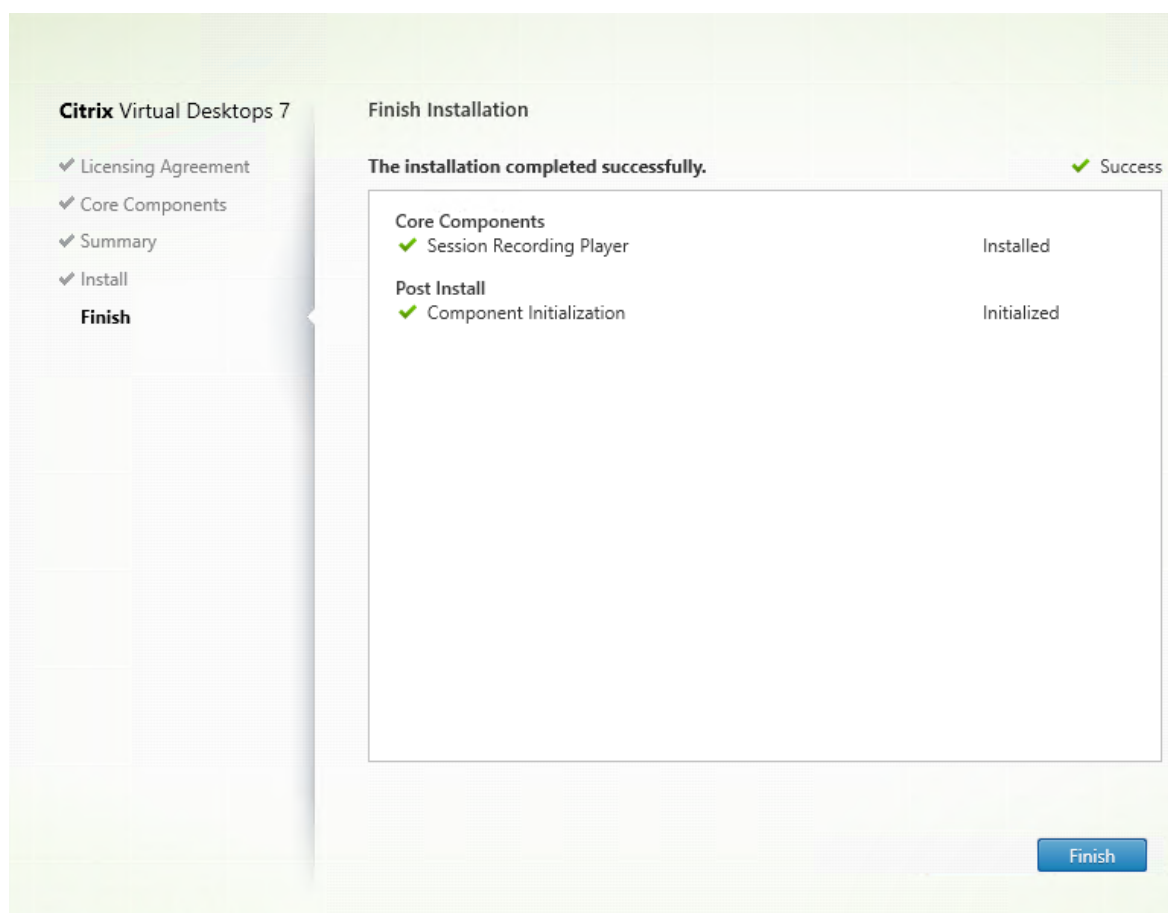 Citrix Virtual Desktops 7
Licensing Agreement
Core Components
Summary
Install
Finish
Finish Installation
The installation completed successfully.
Success
Core Components
Session Recording Player Installed
Post Install
Component Initialization Initialized
Finish